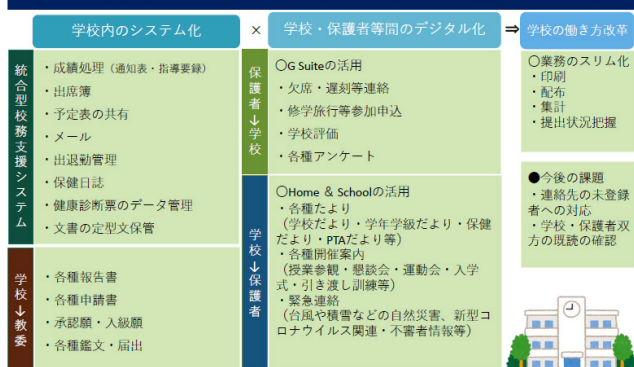 学校内のシステム化
×
学校・保護者等間のデジタル化
⇒
学校の働き方改革
統合型校務支援システム
・成績処理（通知表・指導要録）
・出席簿
・予定表の共有
・メール
・出退勤管理
・保健日誌
・健康診断票のデータ管理
・文書の定型文保管
学校→教委
・各種報告書
・各種申請書
・承認願・入級願
・各種鑑文・届出
保護者→学校
〇G Suiteの活用
・欠席・遅刻等連絡
・修学旅行等参加申込
・学校評価
・各種アンケート
学校→保護者
〇Home & Schoolの活用
・各種たより
（学校だより・学年学級だより・保健
だより・PTAだより等）
・各種開催案内
（授業参観・懇談会・運動会・入学
式・引き渡し訓練等）
・緊急連絡
（台風や積雪などの自然災害、新型コ
ロナウイルス関連・不審者情報等）
〇業務のスリム化
・印刷
・配布
・集計
・提出状況把握
●今後の課題
・連絡先の未登録
者への対応
・学校・保護者双
方の既読の確認